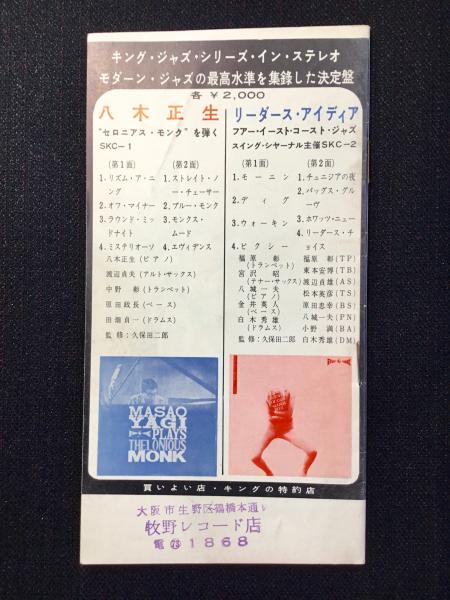 キング・ジャズ・シリーズ・イン・ステレオ
モダーン・ジャズの最高水準を集録した決定盤
各 ￥2,000
八木正生
"セロニアス・モンク"を弾く
SKC－1
(第1面)
1.リズム・ア・ニング
2.オフ・マイナー
3.ラウンド・ミッドナイト
4.ミステリオーソ
(第2面)
1.ストレイト・ノー・チェーサー
2.ブルー・モンク
3.モンクス・ムード
4.エヴィデンス
八木正生(ピアノ)
渡辺貞夫(アルト・サックス)
中野 彰(トランペット)
原田政長(ベース)
田畑貞一(ドラムス)
監修:久保田二郎
リーダース・アイディア
フアー・イースト・コースト・ジャズ
スイング・ジャーナル主催SKC－2
(第1面)
1.モーニン
2.ディグ
3.ウォーキン
4.ピクシー
(第2面)
1.チュニジアの夜
2.バッグス・グルーヴ
3.ホワッツ・ニュー
4.リーダース・チョイス
福原 彰
(トランペット)
宮沢 昭
(テナー・サックス)
八城一夫
(ピアノ)
金井英人
(ベース)
白木秀雄
(ドラムス)
監修:久保田二郎
福原 彰(TP)
東本安博(TB)
渡辺貞雄(AS)
松本英彦(TS)
原田忠幸(BS)
八城一夫(PN)
小野 満(BA)
白木秀雄(DM)
MASAO
YAGI
PLAYS
THELONIOUS
MONK
買いよい店・キングの特約店
大阪市生野区鶴橋本通り
牧野レコード店
電 1868